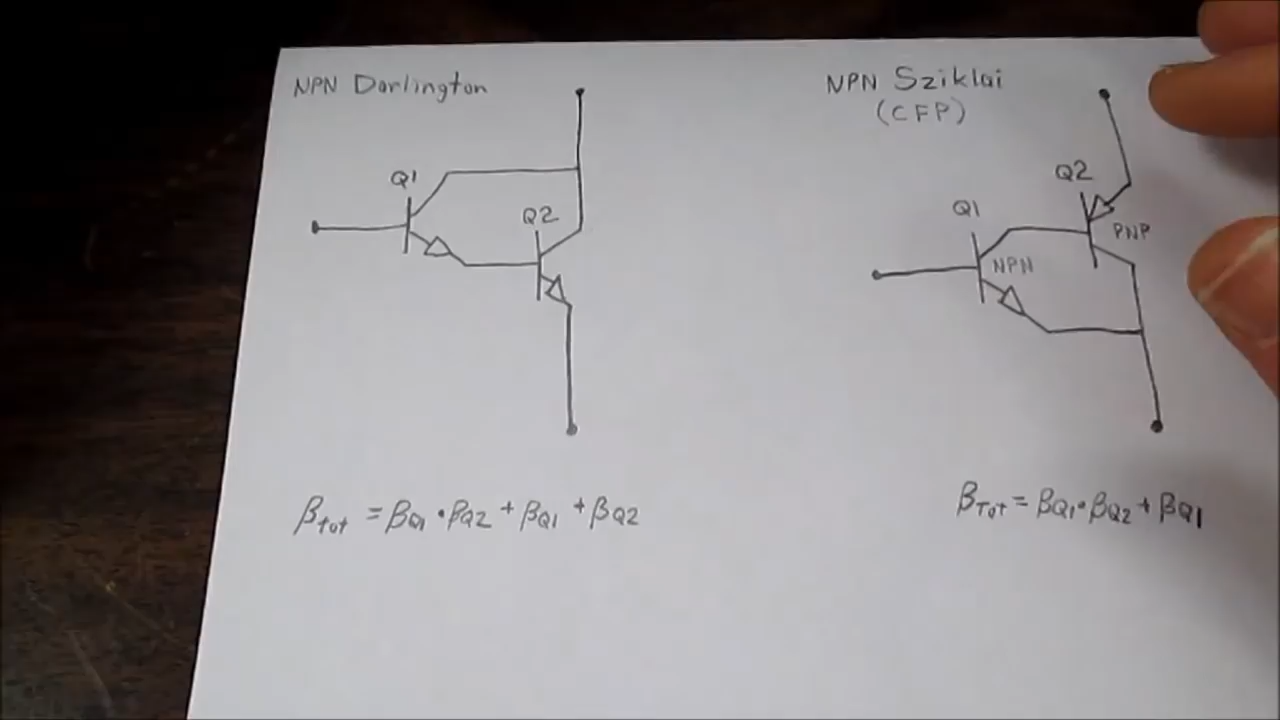 NPN Darlington
Q1
Q2
βtot = βQ1 · βQ2 + βQ1 + βQ2
NPN Sziklai
(CFP)
Q2
Q1
PNP
NPN
βTot = βQ1 · βQ2 + βQ1